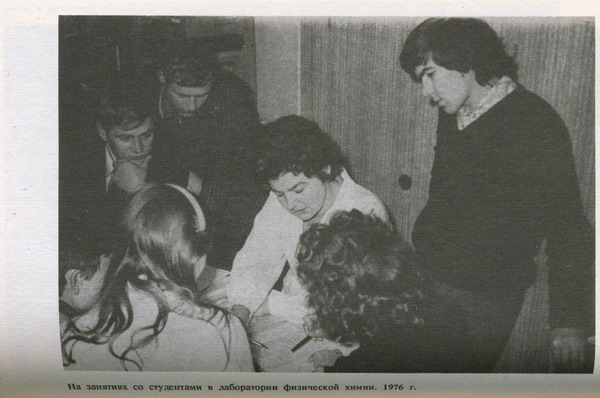 На занятиях со студентами в лаборатории физической химии. 1976 г.